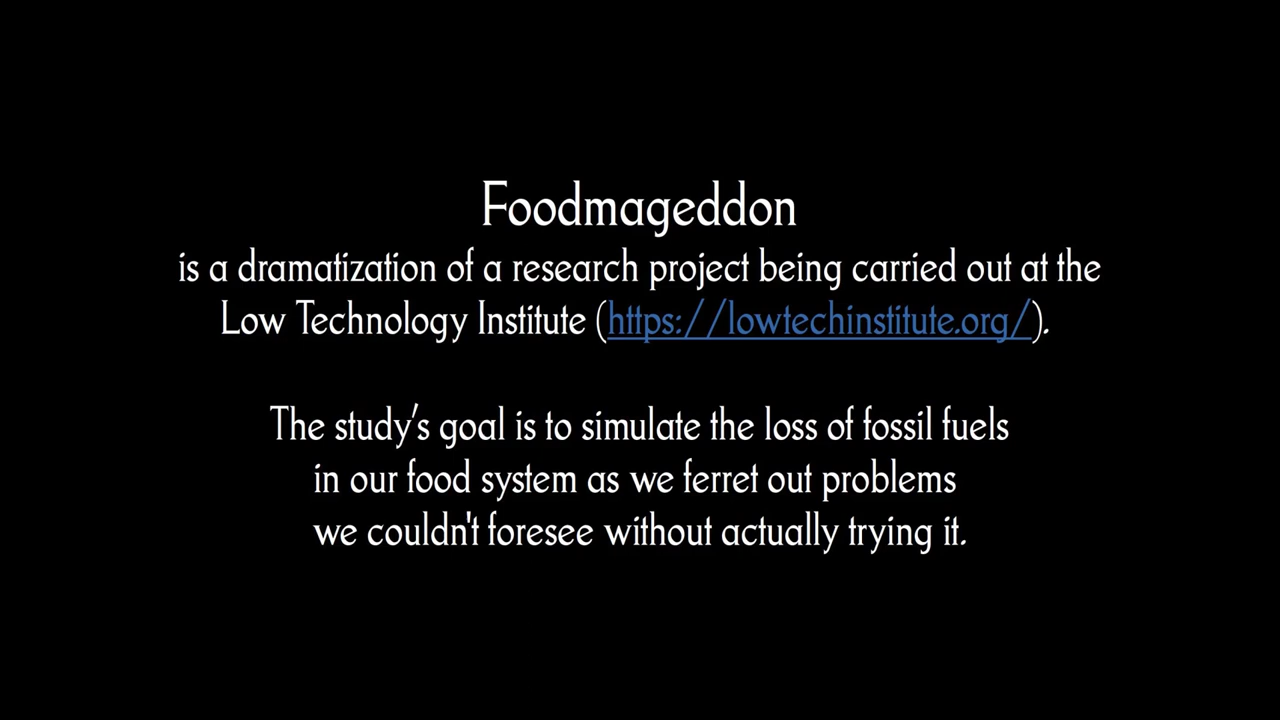 Foodmageddon
is a dramatization of a research project being carried out at the
Low Technology Institute (https://lowtechinstitute.org/).
The study's goal is to simulate the loss of fossil fuels
in our food system as we ferret out problems
we couldn't foresee without actually trying it.